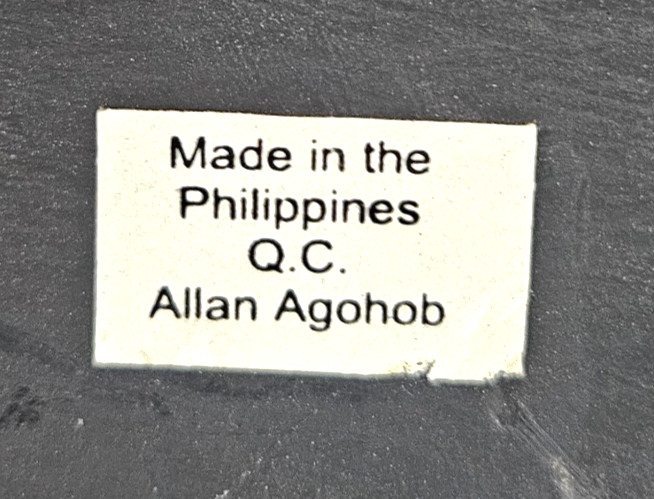 Made in the
Philippines
Q.C.
Allan Agohob